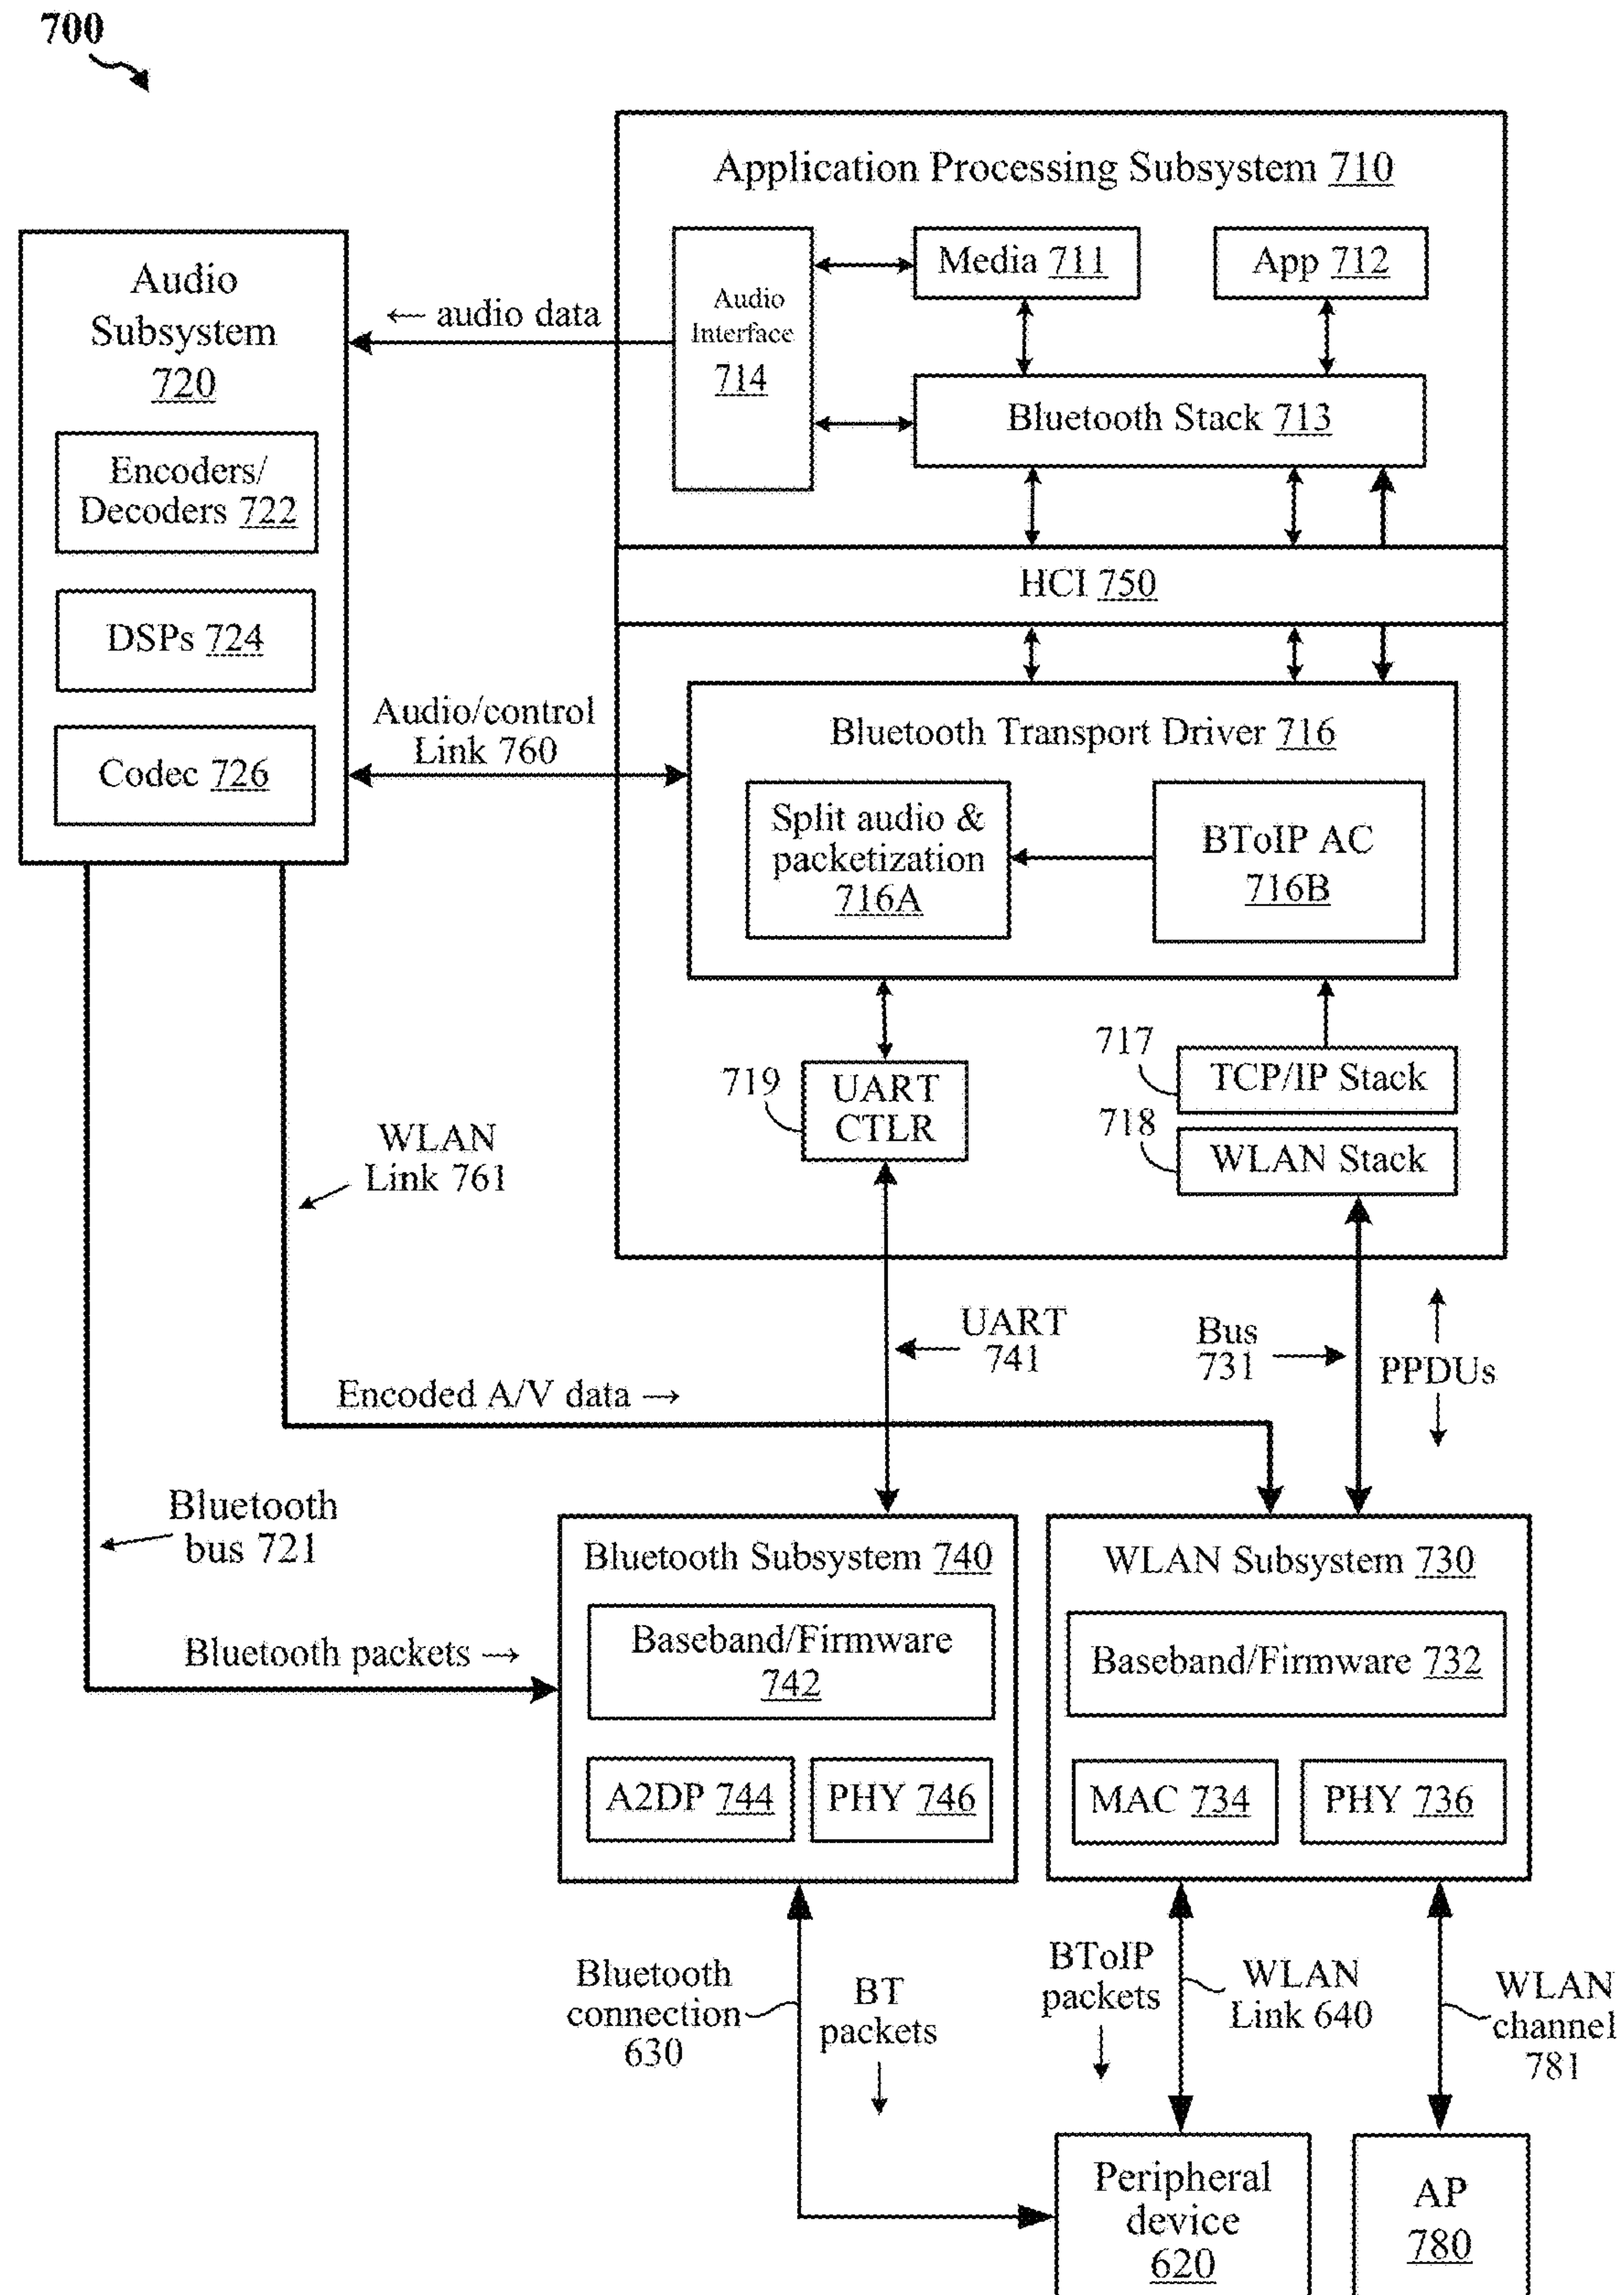 700
Application Processing Subsystem 710
Audio
Subsystem
720
Encoders/
Decoders 722
DSPs 724
Codec 726
← audio data
Audio
Interface
714
Media 711
App 712
Bluetooth Stack 713
HCI 750
Audio/control
Link 760
Bluetooth Transport Driver 716
Split audio &
packetization
716A
BToIP AC
716B
719
UART
CTLR
717
TCP/IP Stack
718
WLAN Stack
WLAN
Link 761
UART
741
Bus
731
PPDUs
Encoded A/V data →
Bluetooth
bus 721
Bluetooth packets →
Bluetooth Subsystem 740
Baseband/Firmware
742
A2DP 744
PHY 746
WLAN Subsystem 730
Baseband/Firmware 732
MAC 734
PHY 736
Bluetooth
connection
630
BT
packets
BToIP
packets
WLAN
Link 640
WLAN
channel
781
Peripheral
device
620
AP
780